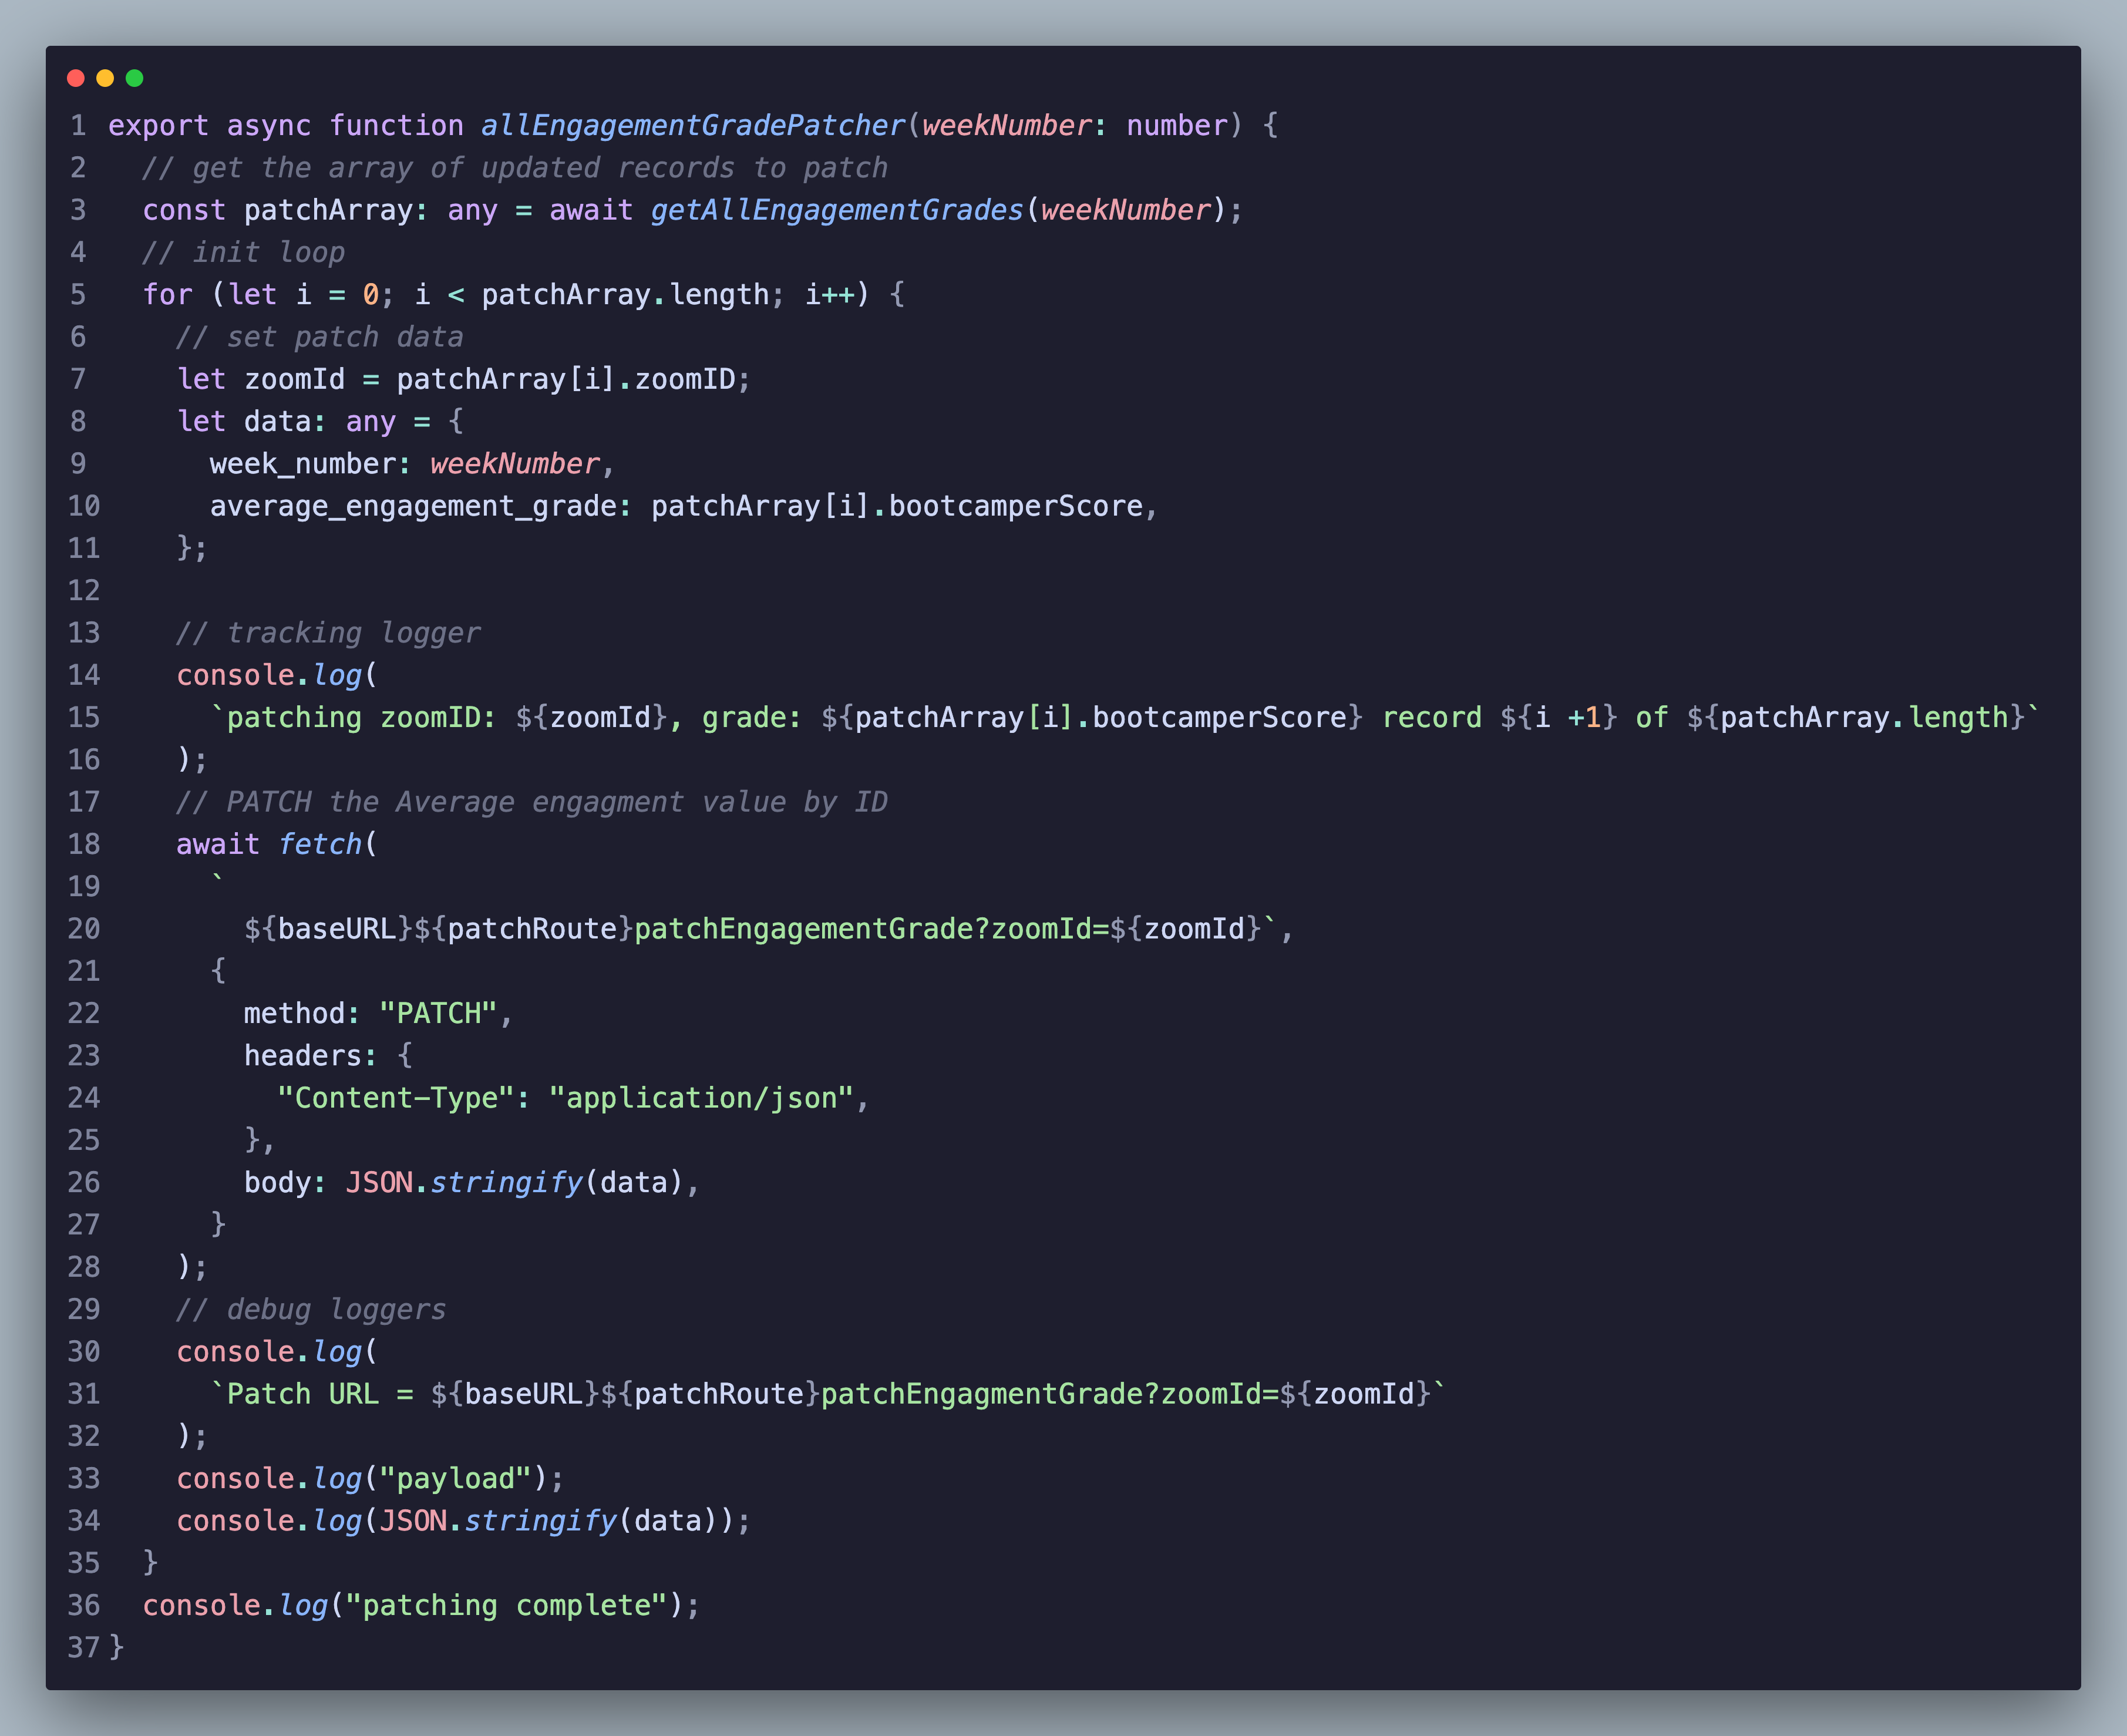 1 export async function allEngagementGradePatcher(weekNumber: number) {
2   // get the array of updated records to patch
3   const patchArray: any = await getAllEngagementGrades(weekNumber);
4   // init loop
5   for (let i = 0; i < patchArray.length; i++) {
6     // set patch data
7     let zoomId = patchArray[i].zoomID;
8     let data: any = {
9       week_number: weekNumber,
10       average_engagement_grade: patchArray[i].bootcamperScore,
11     };
12
13     // tracking logger
14     console.log(
15       `patching zoomID: ${zoomId}, grade: ${patchArray[i].bootcamperScore} record ${i +1} of ${patchArray.length}`
16     );
17     // PATCH the Average engagment value by ID
18     await fetch(
19       `
20         ${baseURL}${patchRoute}patchEngagementGrade?zoomId=${zoomId}`,
21       {
22         method: "PATCH",
23         headers: {
24           "Content-Type": "application/json",
25         },
26         body: JSON.stringify(data),
27       }
28     );
29     // debug loggers
30     console.log(
31       `Patch URL = ${baseURL}${patchRoute}patchEngagmentGrade?zoomId=${zoomId}`
32     );
33     console.log("payload");
34     console.log(JSON.stringify(data));
35   }
36   console.log("patching complete");
37 }